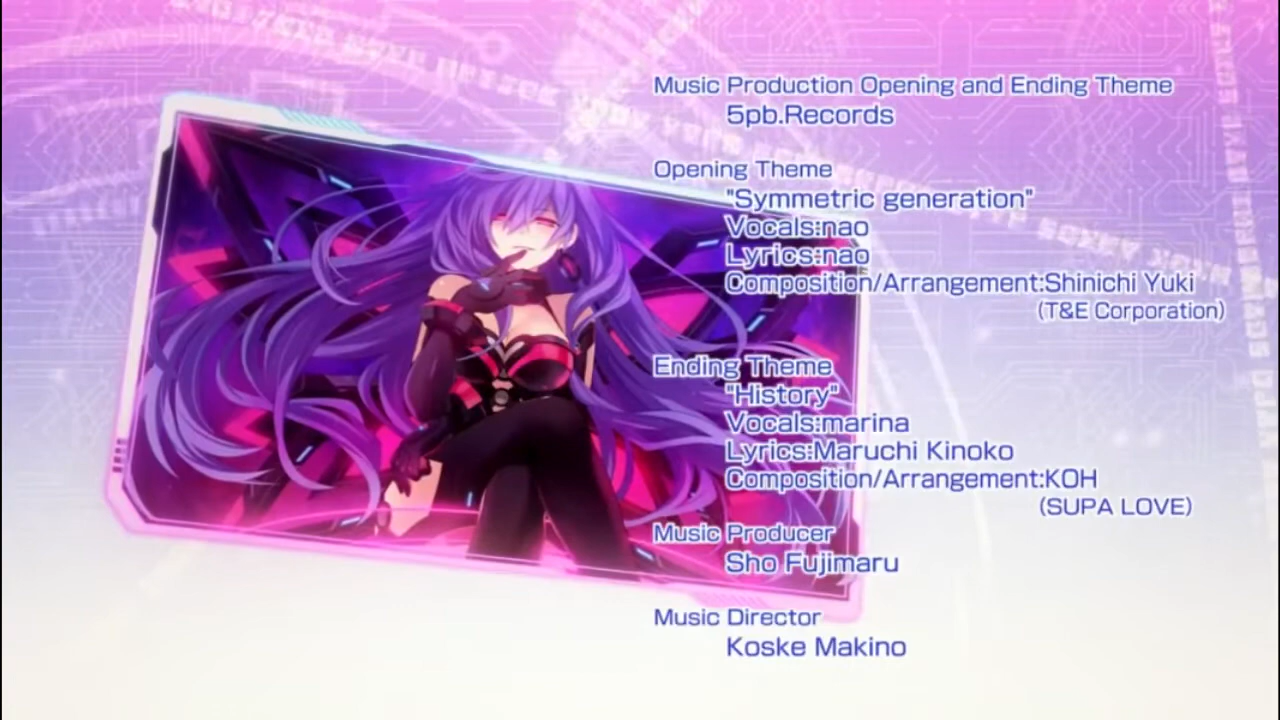 Music Production Opening and Ending Theme
5pb.Records
Opening Theme
"Symmetric generation"
Vocals:nao
Lyrics:nao
Composition/Arrangement:Shinichi Yuki
(T&E Corporation)
Ending Theme
"History"
Vocals:marina
Lyrics:Maruchi Kinoko
Composition/Arrangement:KOH
(SUPA LOVE)
Music Producer
Sho Fujimaru
Music Director
Koske Makino